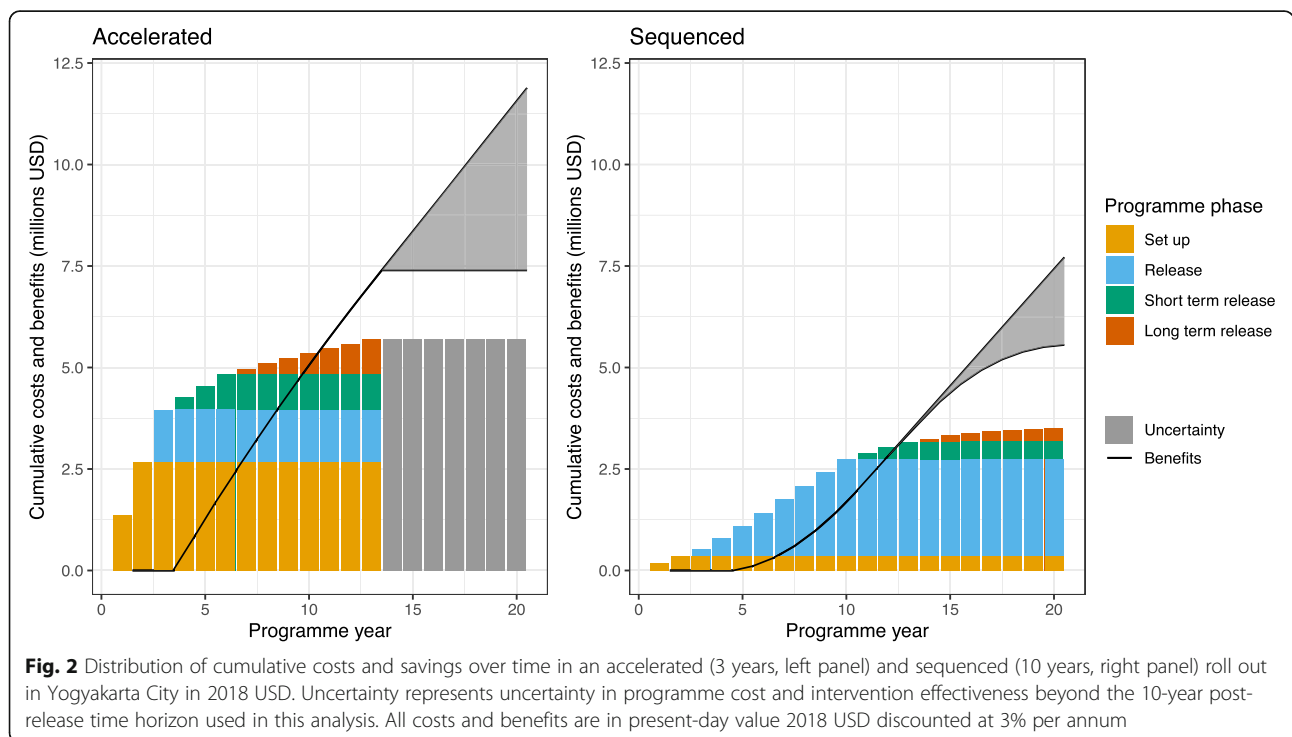 Accelerated
Cumulative costs and benefits (millions USD)
12.5
10.0
7.5
5.0
2.5
0.0
0 5 10 15 20
Programme year
Sequenced
Cumulative costs and benefits (millions USD)
12.5
10.0
7.5
5.0
2.5
0.0
0 5 10 15 20
Programme year
Programme phase
Set up
Release
Short term release
Long term release
Uncertainty
Benefits
Fig. 2 Distribution of cumulative costs and savings over time in an accelerated (3 years, left panel) and sequenced (10 years, right panel) roll out
in Yogyakarta City in 2018 USD. Uncertainty represents uncertainty in programme cost and intervention effectiveness beyond the 10-year post-
release time horizon used in this analysis. All costs and benefits are in present-day value 2018 USD discounted at 3% per annum